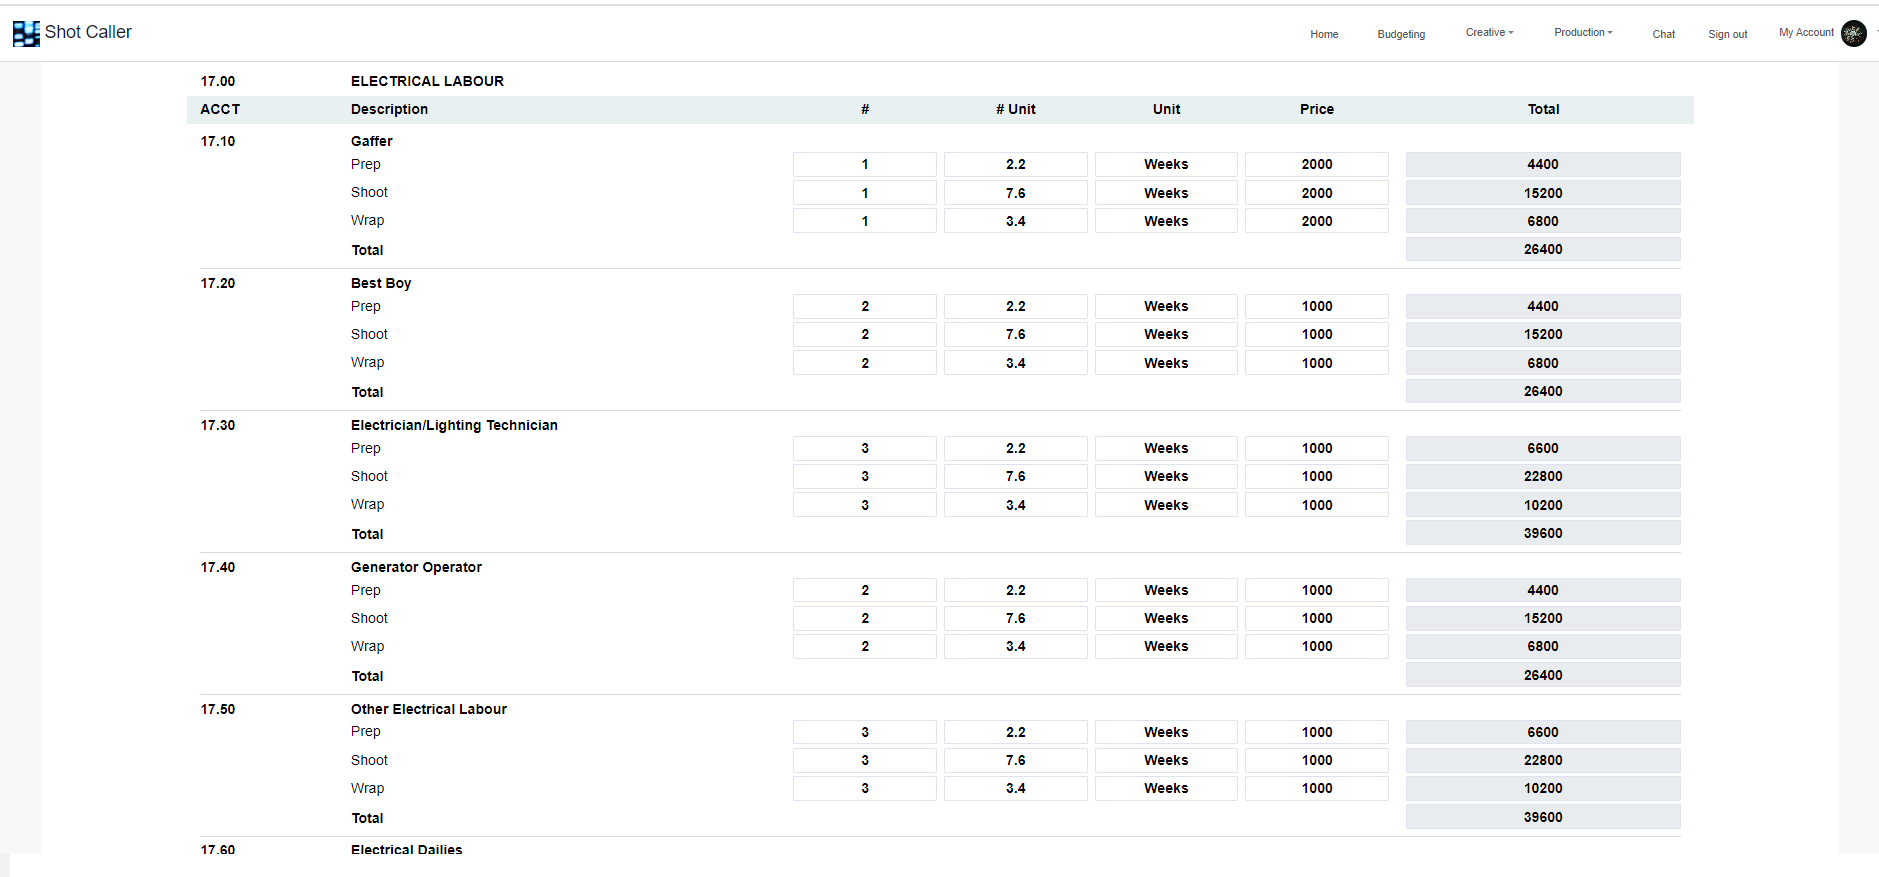 Shot Caller Home Budgeting Creative Production Chat Sign out My Account
17.00 ELECTRICAL LABOUR
ACCT Description # # Unit Unit Price Total
17.10 Gaffer
Prep 1 2.2 Weeks 2000 4400
Shoot 1 7.6 Weeks 2000 15200
Wrap 1 3.4 Weeks 2000 6800
Total 26400
17.20 Best Boy
Prep 2 2.2 Weeks 1000 4400
Shoot 2 7.6 Weeks 1000 15200
Wrap 2 3.4 Weeks 1000 6800
Total 26400
17.30 Electrician/Lighting Technician
Prep 3 2.2 Weeks 1000 6600
Shoot 3 7.6 Weeks 1000 22800
Wrap 3 3.4 Weeks 1000 10200
Total 39600
17.40 Generator Operator
Prep 2 2.2 Weeks 1000 4400
Shoot 2 7.6 Weeks 1000 15200
Wrap 2 3.4 Weeks 1000 6800
Total 26400
17.50 Other Electrical Labour
Prep 3 2.2 Weeks 1000 6600
Shoot 3 7.6 Weeks 1000 22800
Wrap 3 3.4 Weeks 1000 10200
Total 39600
17.60 Electrical Dailies